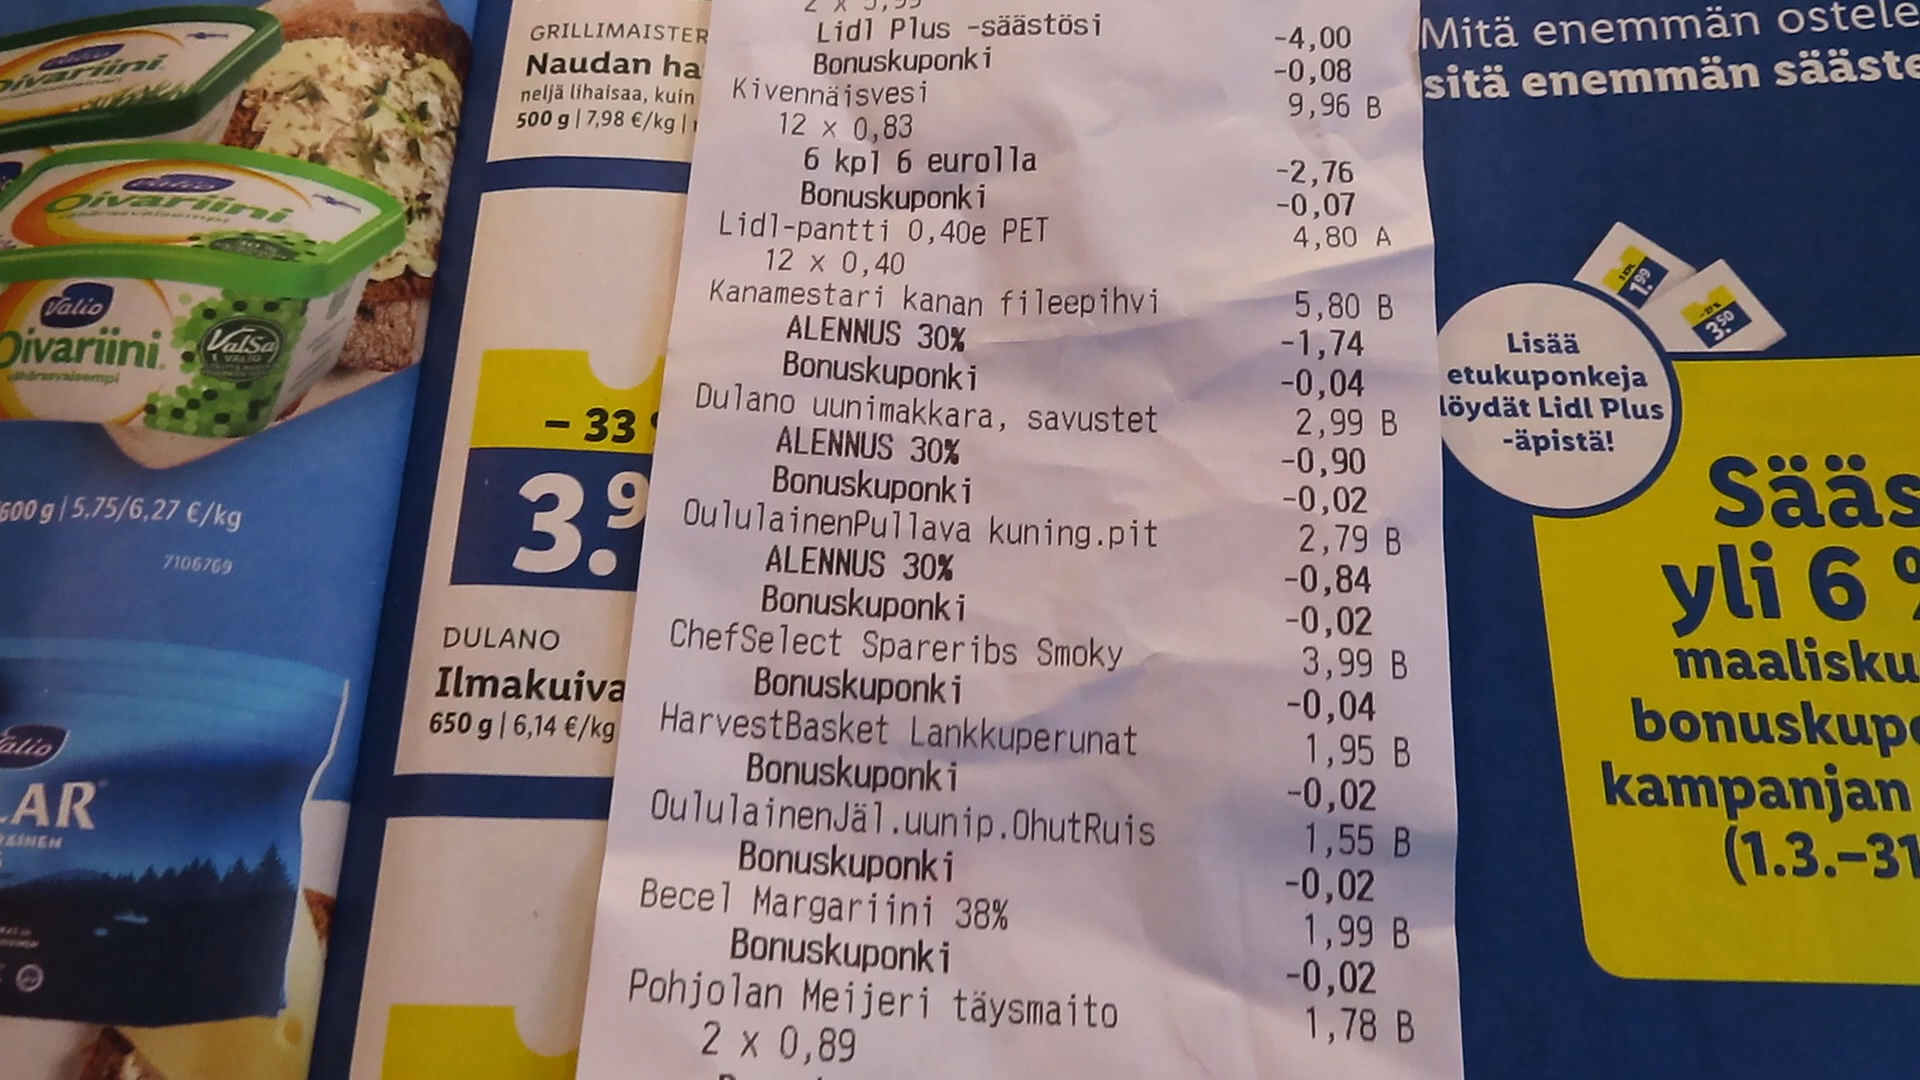 Oivariini
Valio
Oivariini
vähärasvaisempi
Valio
Oivariini
ValSa
VALIO
vähärasvaisempi
600 g | 5,75/6,27 €/kg
7106769
Valio
GRILLIMAISTER
Naudan
neljä lihaisaa, kuin
500 g | 7,98 €/kg |
- 33
3.9
DULANO
650 g | 6,14 €/kg
Lidl Plus -säästösi -4,00
Bonuskuponki -0,08
Kivennäisvesi 9,96 B
12 x 0,83
6 kpl 6 eurolla -2,76
Bonuskuponki -0,07
Lidl-pantti 0,40e PET 4,80 A
12 x 0,40
Kanamestari kanan fileepihvi 5,80 B
ALENNUS 30% -1,74
Bonuskuponki -0,04
Dulano uunimakkara, savustet 2,99 B
ALENNUS 30% -0,90
Bonuskuponki -0,02
OululainenPullava kuning.pit 2,79 B
ALENNUS 30% -0,84
Bonuskuponki -0,02
ChefSelect Spareribs Smoky 3,99 B
Bonuskuponki -0,04
HarvestBasket Lankkuperunat 1,95 B
Bonuskuponki -0,02
OululainenJäl.uunip.OhutRuis 1,55 B
Bonuskuponki -0,02
Becel Margariini 38% 1,99 B
Bonuskuponki -0,02
Pohjolan Meijeri täysmaito 1,78 B
2 x 0,89
Mitä enemmän ostele
sitä enemmän sääste
1.99
3.50
Lisää
etukuponkeja
löydät Lidl Plus
-äpistä!
Sääs
yli 6 %
maalisku
bonuskupo
kampanjan
(1.3.–31